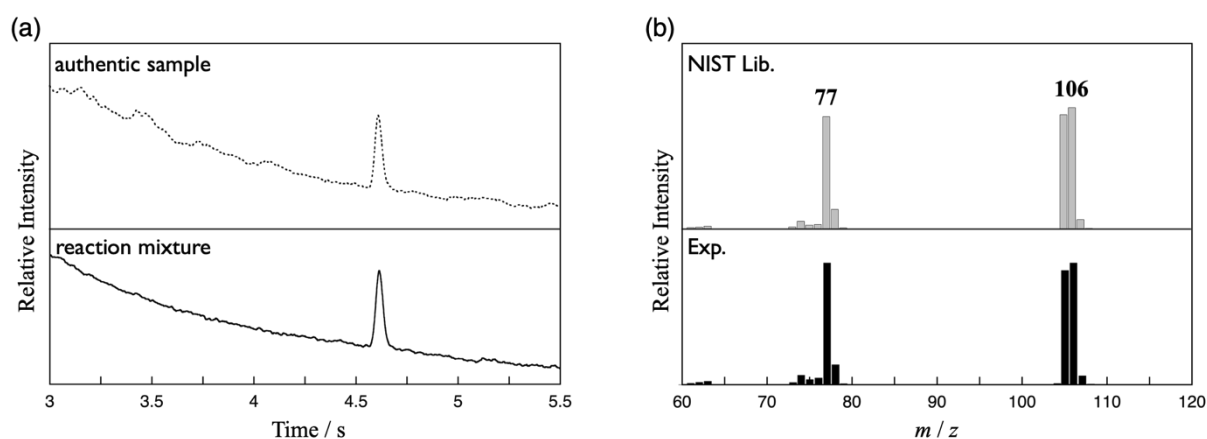 (a)
authentic sample
Relative Intensity
reaction mixture
3 3.5 4 4.5 5 5.5
Time / s
(b)
NIST Lib.
77
106
Relative Intensity
Exp.
60 70 80 90 100 110 120
m / z